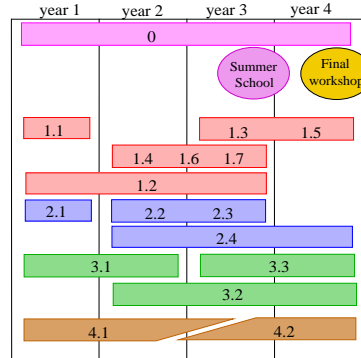 year 1 year 2 year 3 year 4
0
Summer
School
Final
workshop
1.1 1.3 1.5
1.4 1.6 1.7
1.2
2.1 2.2 2.3
2.4
3.1 3.3
3.2
4.1 4.2